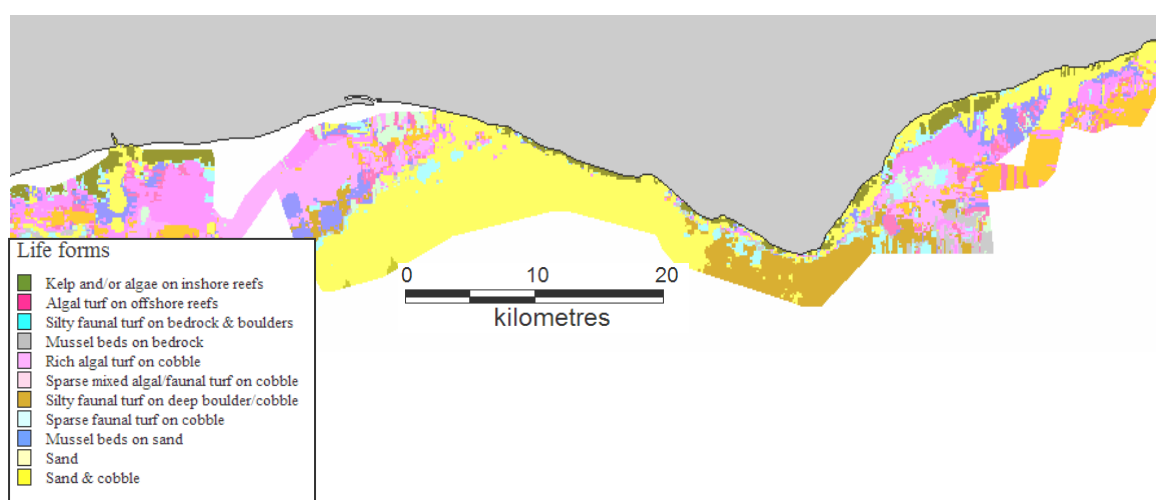 Life forms
Kelp and/or algae on inshore reefs
Algal turf on offshore reefs
Silty faunal turf on bedrock & boulders
Mussel beds on bedrock
Rich algal turf on cobble
Sparse mixed algal/faunal turf on cobble
Silty faunal turf on deep boulder/cobble
Sparse faunal turf on cobble
Mussel beds on sand
Sand
Sand & cobble
0 10 20
kilometres